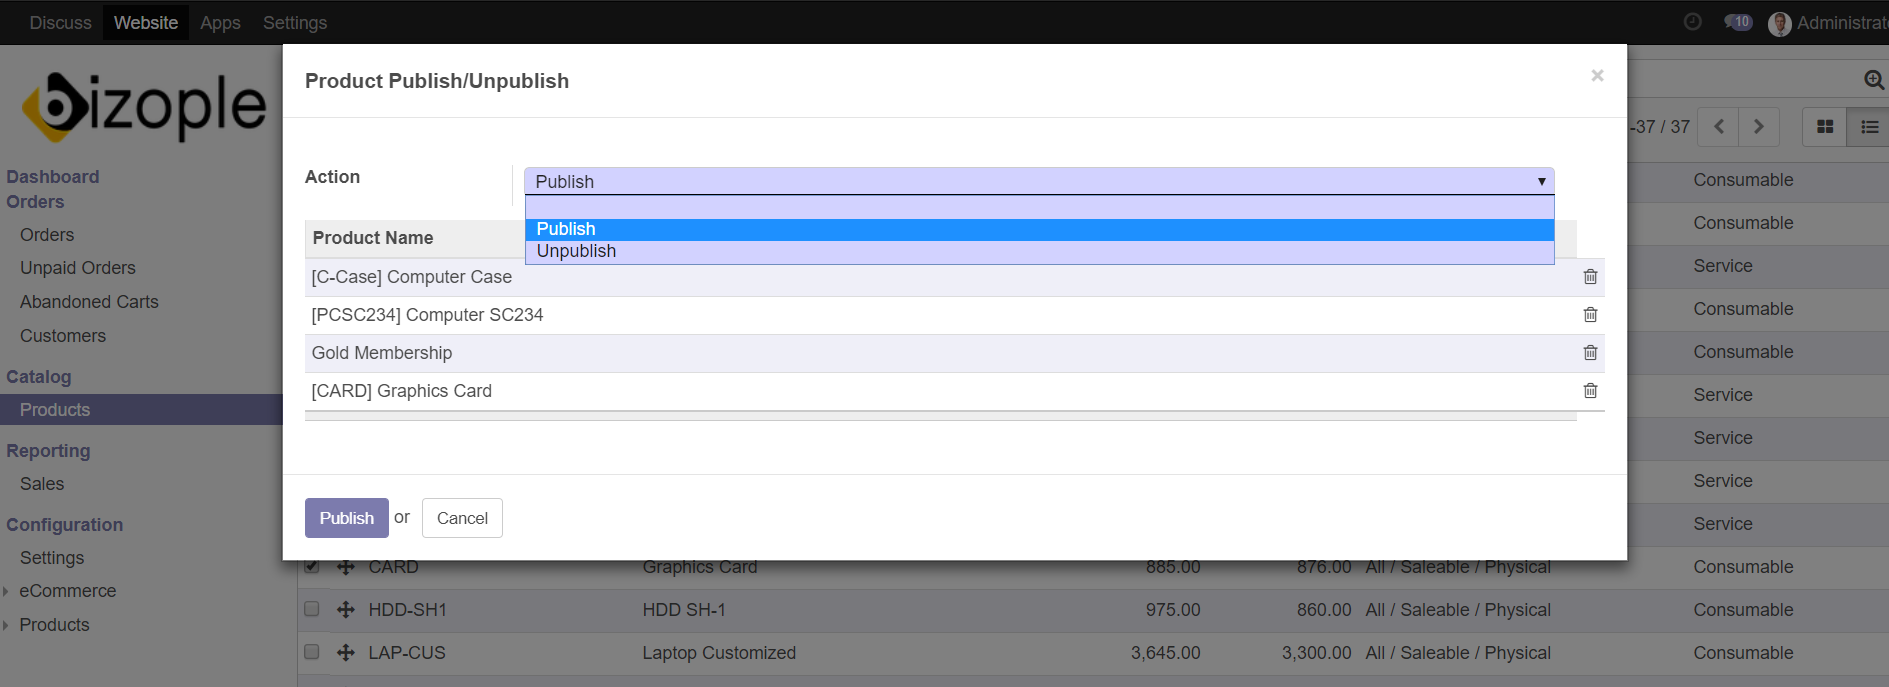 Discuss Website Apps Settings 10 Administrat
bizople
Product Publish/Unpublish ×
-37 / 37
Dashboard
Orders
Orders
Unpaid Orders
Abandoned Carts
Customers
Catalog
Products
Reporting
Sales
Configuration
Settings
eCommerce
Products
Action Publish
Publish
Unpublish
Product Name
[C-Case] Computer Case
[PCSC234] Computer SC234
Gold Membership
[CARD] Graphics Card
Publish or Cancel
Consumable
Consumable
Service
Consumable
Consumable
Service
Service
Service
Service
CARD Graphics Card 885.00 876.00 All / Saleable / Physical Consumable
HDD-SH1 HDD SH-1 975.00 860.00 All / Saleable / Physical Consumable
LAP-CUS Laptop Customized 3,645.00 3,300.00 All / Saleable / Physical Consumable